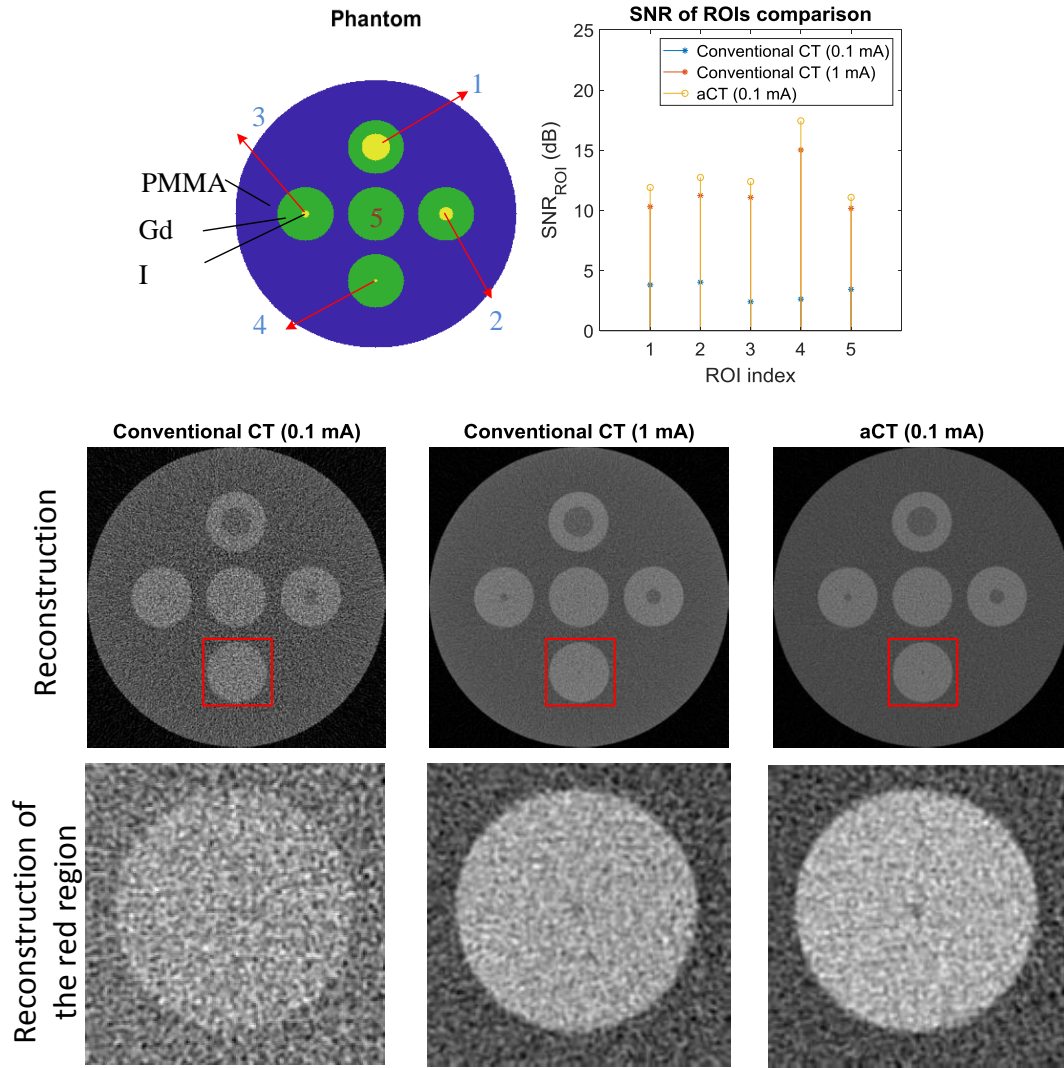 Phantom
1
3
PMMA
Gd
5
I
4
2
SNR of ROIs comparison
25
20
15
10
5
0
SNR_ROI (dB)
Conventional CT (0.1 mA)
Conventional CT (1 mA)
aCT (0.1 mA)
1 2 3 4 5
ROI index
Conventional CT (0.1 mA)
Conventional CT (1 mA)
aCT (0.1 mA)
Reconstruction
Reconstruction of
the red region